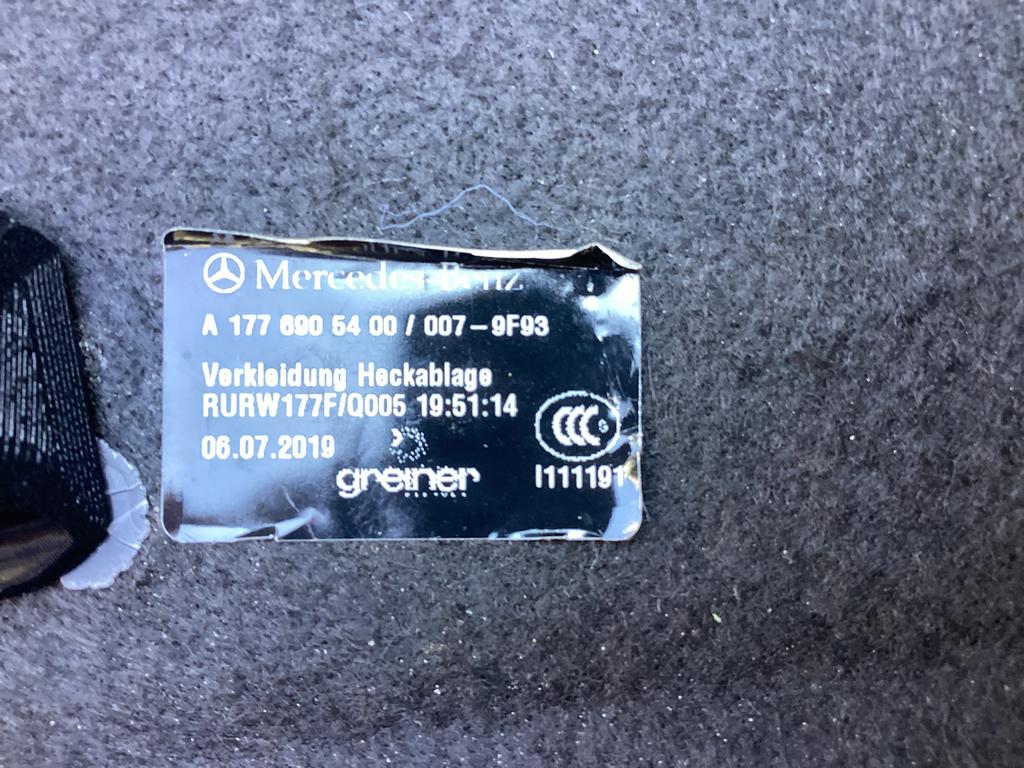 Mercedes-Benz
A 177 690 54 00 / 007-9F93
Verkleidung Heckablage
RURW177F/Q005 19:51:14
06.07.2019
CCC S
greiner
I111191